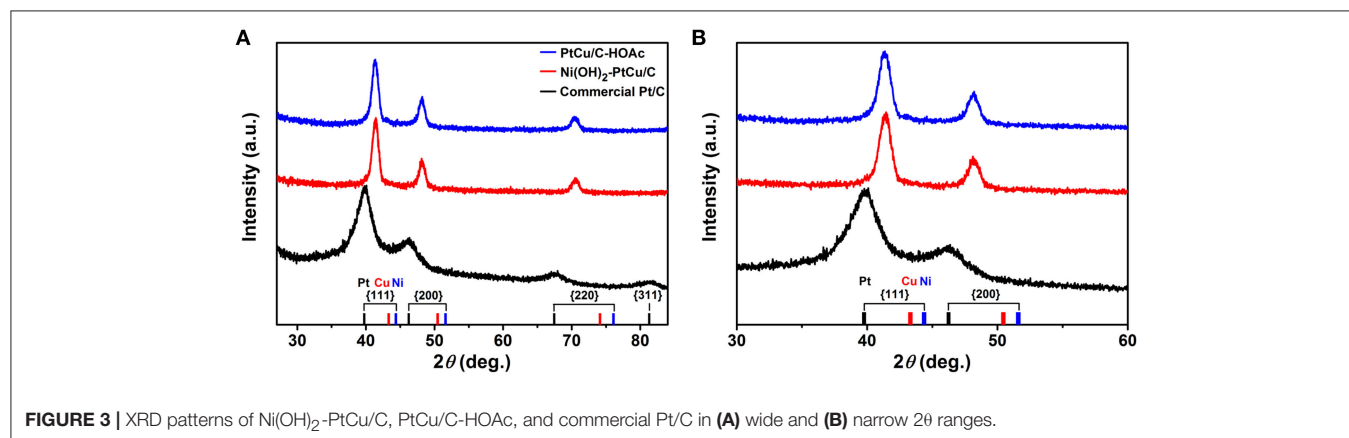 A
PtCu/C-HOAc
Ni(OH)₂-PtCu/C
Commercial Pt/C
Intensity (a.u.)
Pt Cu Ni
{111} {200} {220} {311}
30 40 50 60 70 80
2θ (deg.)
B
Intensity (a.u.)
Pt Cu Ni
{111} {200}
30 40 50 60
2θ (deg.)
FIGURE 3 | XRD patterns of Ni(OH)₂-PtCu/C, PtCu/C-HOAc, and commercial Pt/C in (A) wide and (B) narrow 2θ ranges.